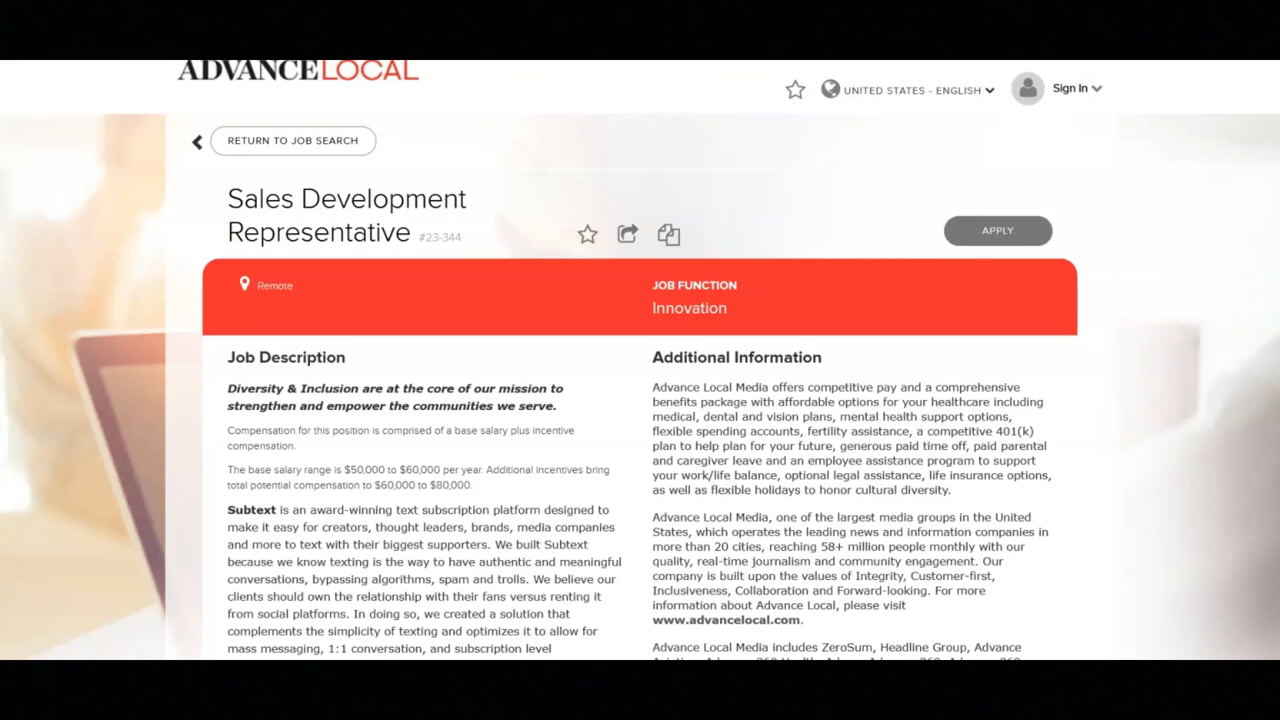 ADVANCELOCAL
UNITED STATES - ENGLISH
Sign In
RETURN TO JOB SEARCH
Sales Development
Representative #23-344
APPLY
Remote
JOB FUNCTION
Innovation
Job Description
Diversity & Inclusion are at the core of our mission to
strengthen and empower the communities we serve.
Compensation for this position is comprised of a base salary plus incentive
compensation.
The base salary range is $50,000 to $60,000 per year. Additional incentives bring
total potential compensation to $60,000 to $80,000.
Subtext is an award-winning text subscription platform designed to
make it easy for creators, thought leaders, brands, media companies
and more to text with their biggest supporters. We built Subtext
because we know texting is the way to have authentic and meaningful
conversations, bypassing algorithms, spam and trolls. We believe our
clients should own the relationship with their fans versus renting it
from social platforms. In doing so, we created a solution that
complements the simplicity of texting and optimizes it to allow for
mass messaging, 1:1 conversation, and subscription level
Additional Information
Advance Local Media offers competitive pay and a comprehensive
benefits package with affordable options for your healthcare including
medical, dental and vision plans, mental health support options,
flexible spending accounts, fertility assistance, a competitive 401(k)
plan to help plan for your future, generous paid time off, paid parental
and caregiver leave and an employee assistance program to support
your work/life balance, optional legal assistance, life insurance options,
as well as flexible holidays to honor cultural diversity.
Advance Local Media, one of the largest media groups in the United
States, which operates the leading news and information companies in
more than 20 cities, reaching 58+ million people monthly with our
quality, real-time journalism and community engagement. Our
company is built upon the values of Integrity, Customer-first,
Inclusiveness, Collaboration and Forward-looking. For more
information about Advance Local, please visit
www.advancelocal.com.
Advance Local Media includes ZeroSum, Headline Group, Advance